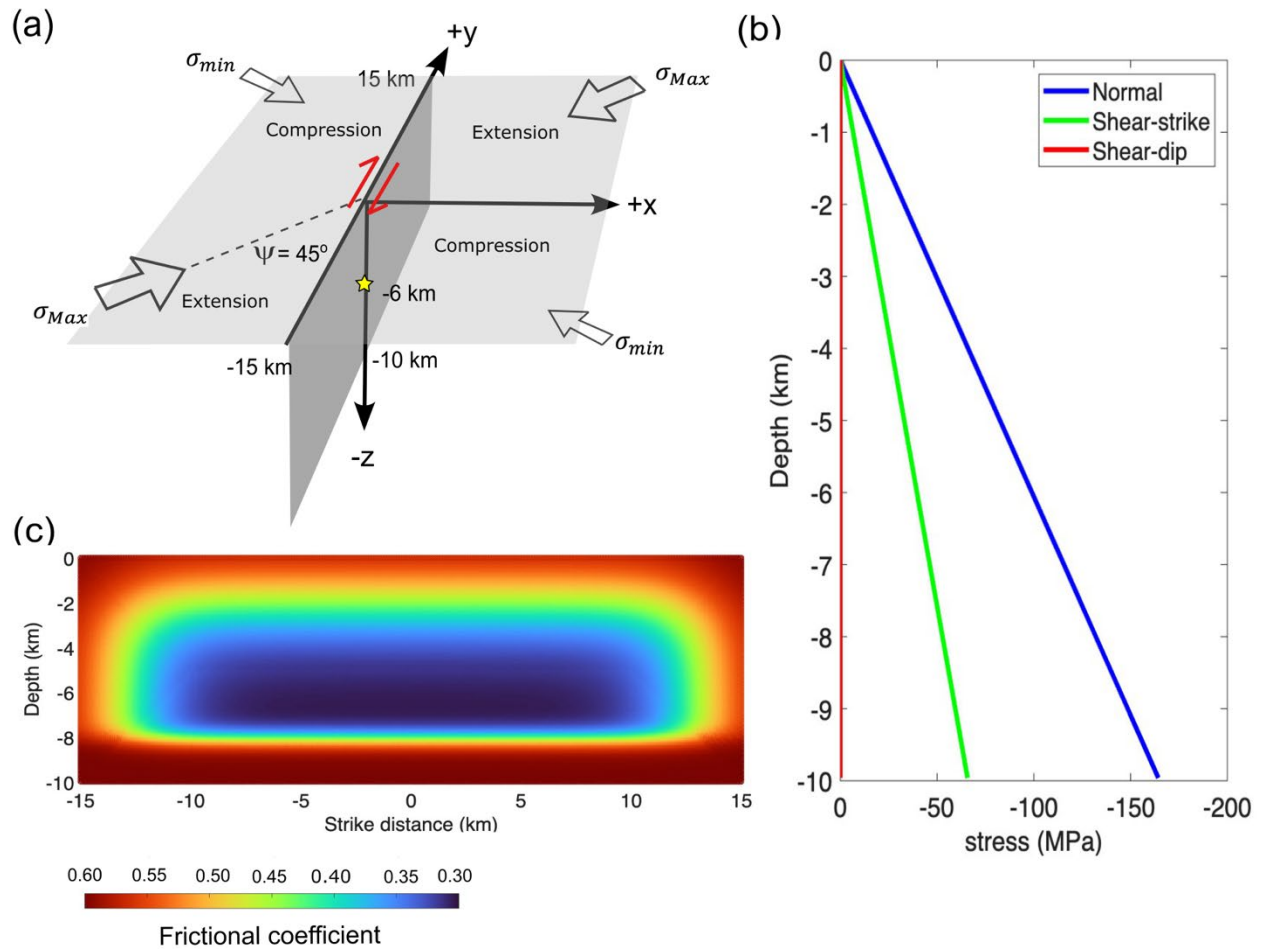 (a)
+y
σmin
15 km
σMax
Compression
Extension
+x
Ψ = 45°
Compression
Extension
-6 km
σMax
σmin
-15 km
-10 km
-z
(b)
Normal
Shear-strike
Shear-dip
0
-1
-2
-3
-4
-5
-6
-7
-8
-9
-10
Depth (km)
0
-50
-100
-150
-200
stress (MPa)
(c)
0
-2
-4
-6
-8
-10
Depth (km)
-15
-10
-5
0
5
10
15
Strike distance (km)
0.60 0.55 0.50 0.45 0.40 0.35 0.30
Frictional coefficient